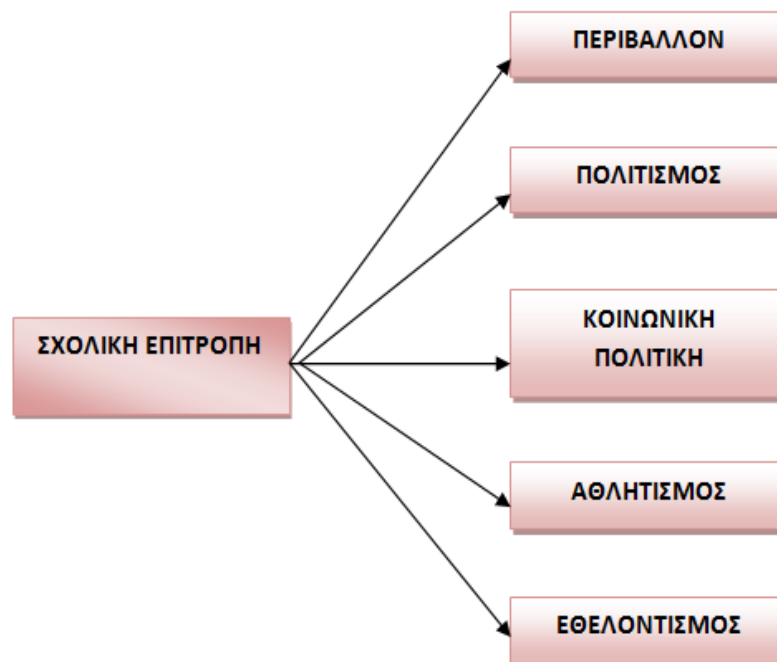 ΠΕΡΙΒΑΛΛΟΝ
ΠΟΛΙΤΙΣΜΟΣ
ΣΧΟΛΙΚΗ ΕΠΙΤΡΟΠΗ
ΚΟΙΝΩΝΙΚΗ
ΠΟΛΙΤΙΚΗ
ΑΘΛΗΤΙΣΜΟΣ
ΕΘΕΛΟΝΤΙΣΜΟΣ